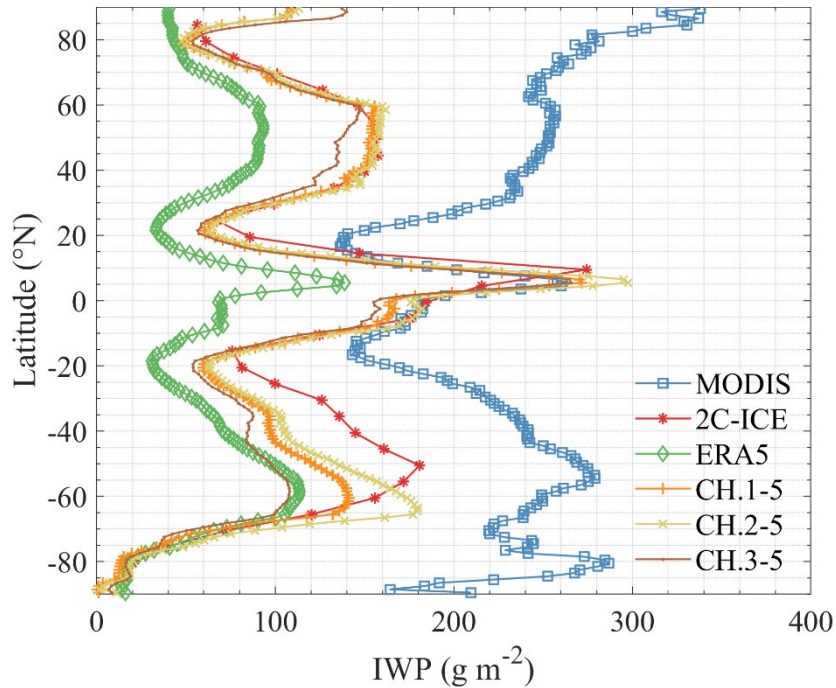 80
60
40
20
0
-20
-40
-60
-80
Latitude (°N)
MODIS
2C-ICE
ERA5
CH.1-5
CH.2-5
CH.3-5
0 100 200 300 400
IWP (g m⁻²)